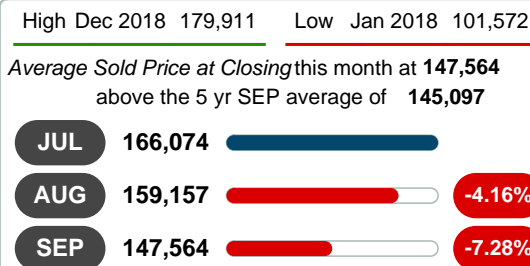 High Dec 2018 179,911 Low Jan 2018 101,572
Average Sold Price at Closing this month at 147,564
above the 5 yr SEP average of 145,097
JUL 166,074
AUG 159,157 -4.16%
SEP 147,564 -7.28%